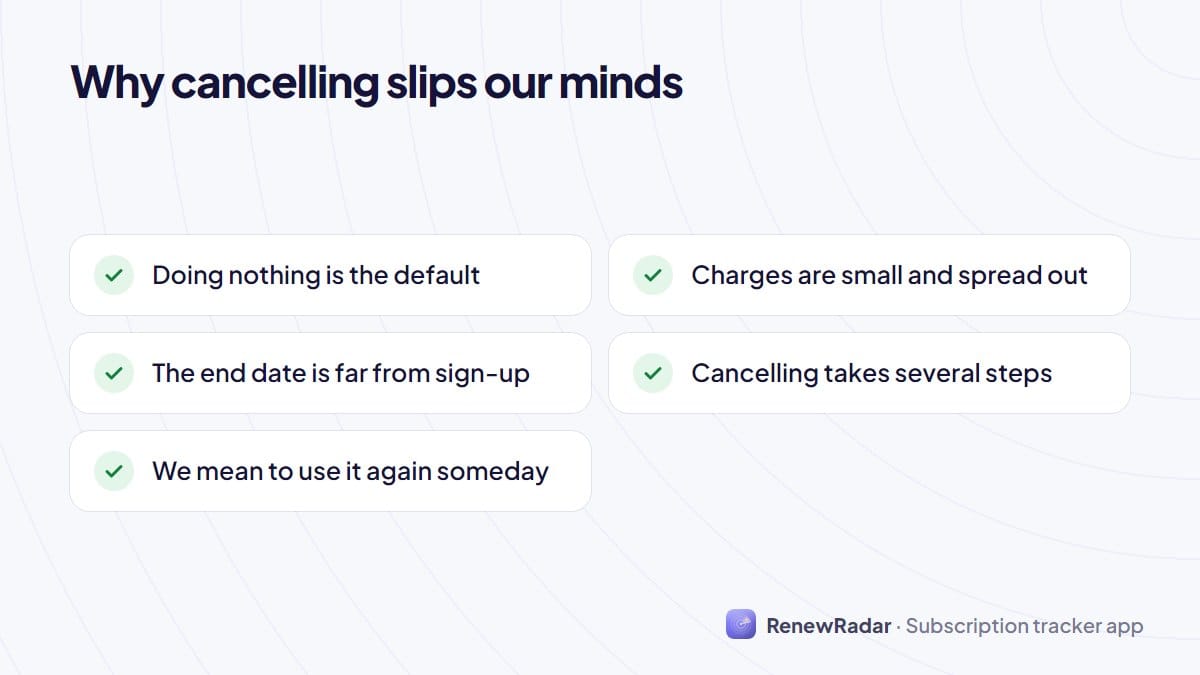 Why cancelling slips our minds
Doing nothing is the default
Charges are small and spread out
The end date is far from sign-up
Cancelling takes several steps
We mean to use it again someday
RenewRadar · Subscription tracker app